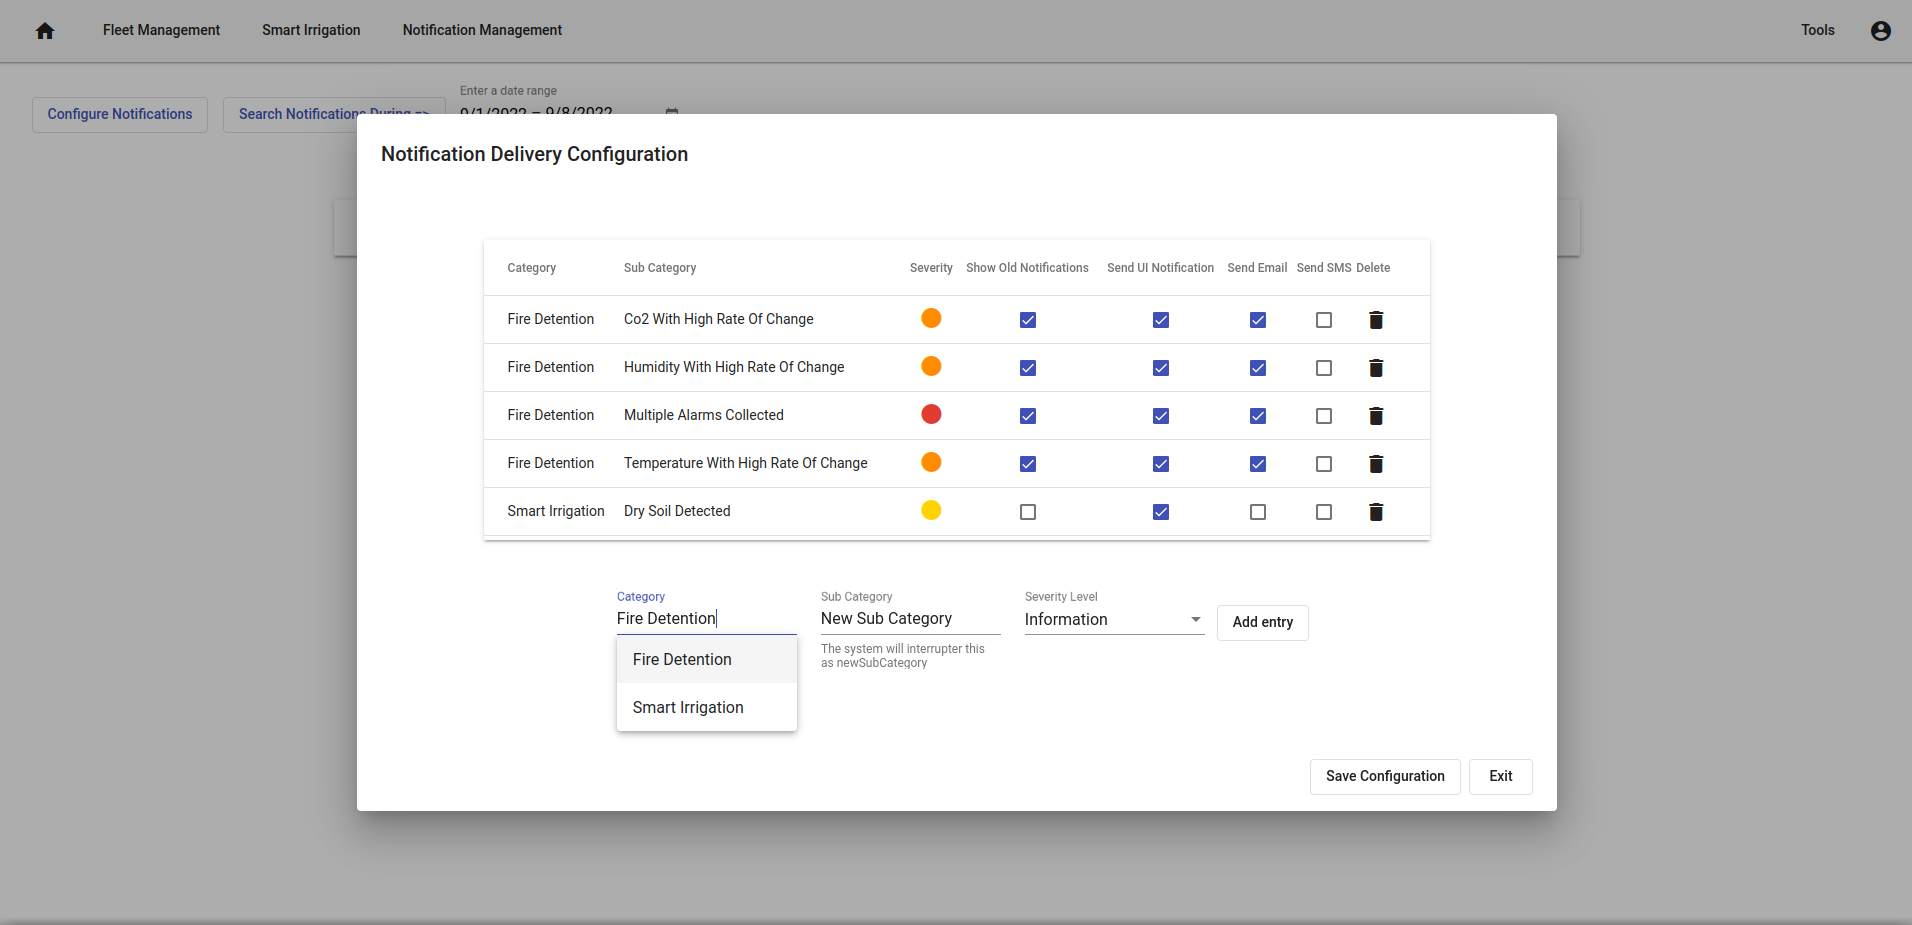 Fleet Management Smart Irrigation Notification Management Tools
Enter a date range
Configure Notifications Search Notifications During => 9/1/2022 – 9/8/2022
Notification Delivery Configuration
Category Sub Category Severity Show Old Notifications Send UI Notification Send Email Send SMS Delete
Fire Detention Co2 With High Rate Of Change
Fire Detention Humidity With High Rate Of Change
Fire Detention Multiple Alarms Collected
Fire Detention Temperature With High Rate Of Change
Smart Irrigation Dry Soil Detected
Category Sub Category Severity Level
Fire Detention New Sub Category Information Add entry
The system will interrupter this
as newSubCategory
Fire Detention
Smart Irrigation
Save Configuration Exit